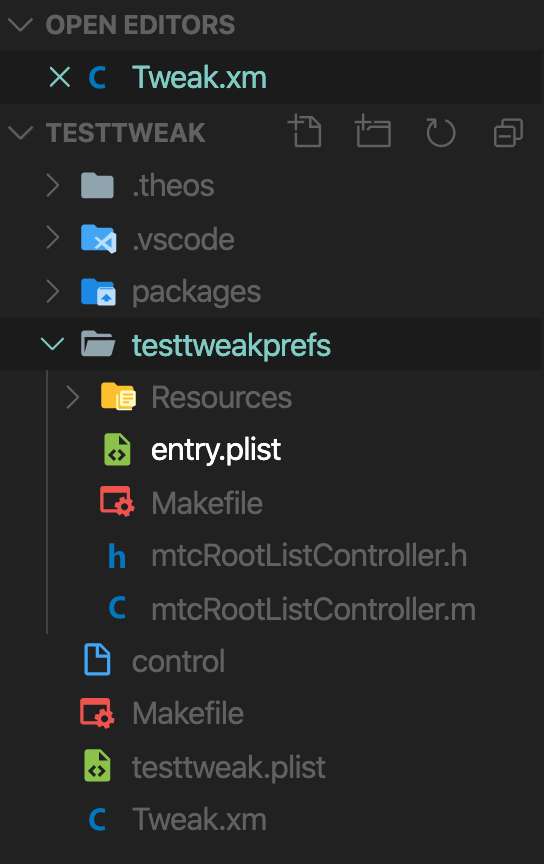 OPEN EDITORS
Tweak.xm
TESTTWEAK
.theos
.vscode
packages
testtweakprefs
Resources
entry.plist
Makefile
h mtcRootListController.h
C mtcRootListController.m
control
Makefile
testtweak.plist
C Tweak.xm